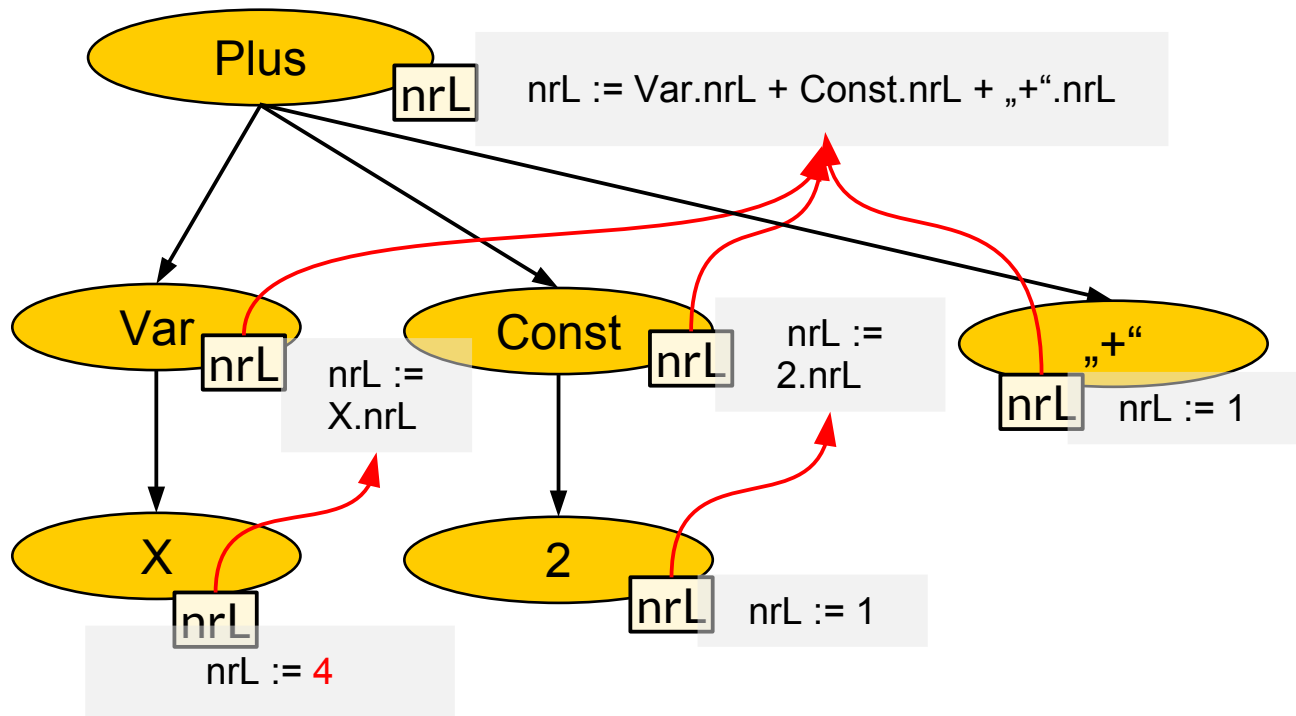 Plus
nrL
nrL := Var.nrL + Const.nrL + „+“.nrL
Var
nrL
nrL :=
X.nrL
Const
nrL
nrL :=
2.nrL
„+“
nrL
nrL := 1
X
nrL
nrL := 4
2
nrL
nrL := 1